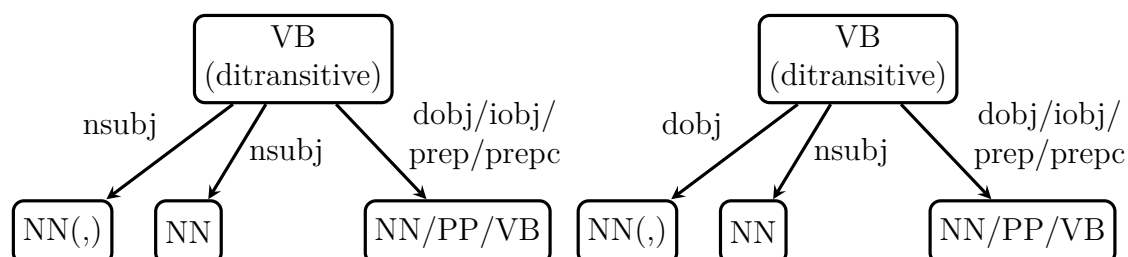 VB
(ditransitive)
nsubj
nsubj
dobj/iobj/
prep/prepc
NN(,)
NN
NN/PP/VB
VB
(ditransitive)
dobj
nsubj
dobj/iobj/
prep/prepc
NN(,)
NN
NN/PP/VB